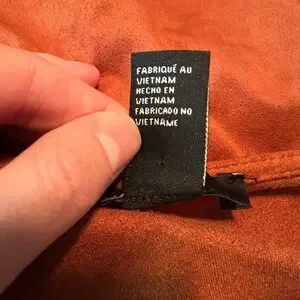 FABRIQUÉ AU
VIETNAM
HECHO EN
VIETNAM
FABRICADO NO
VIETNAME